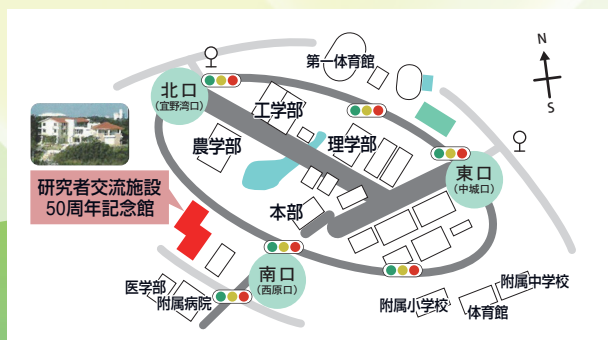 N
S
第一体育館
北口
(宜野湾口)
工学部
農学部
理学部
東口
(中城口)
研究者交流施設
50周年記念館
本部
南口
(西原口)
医学部
附属病院
附属中学校
附属小学校
体育館